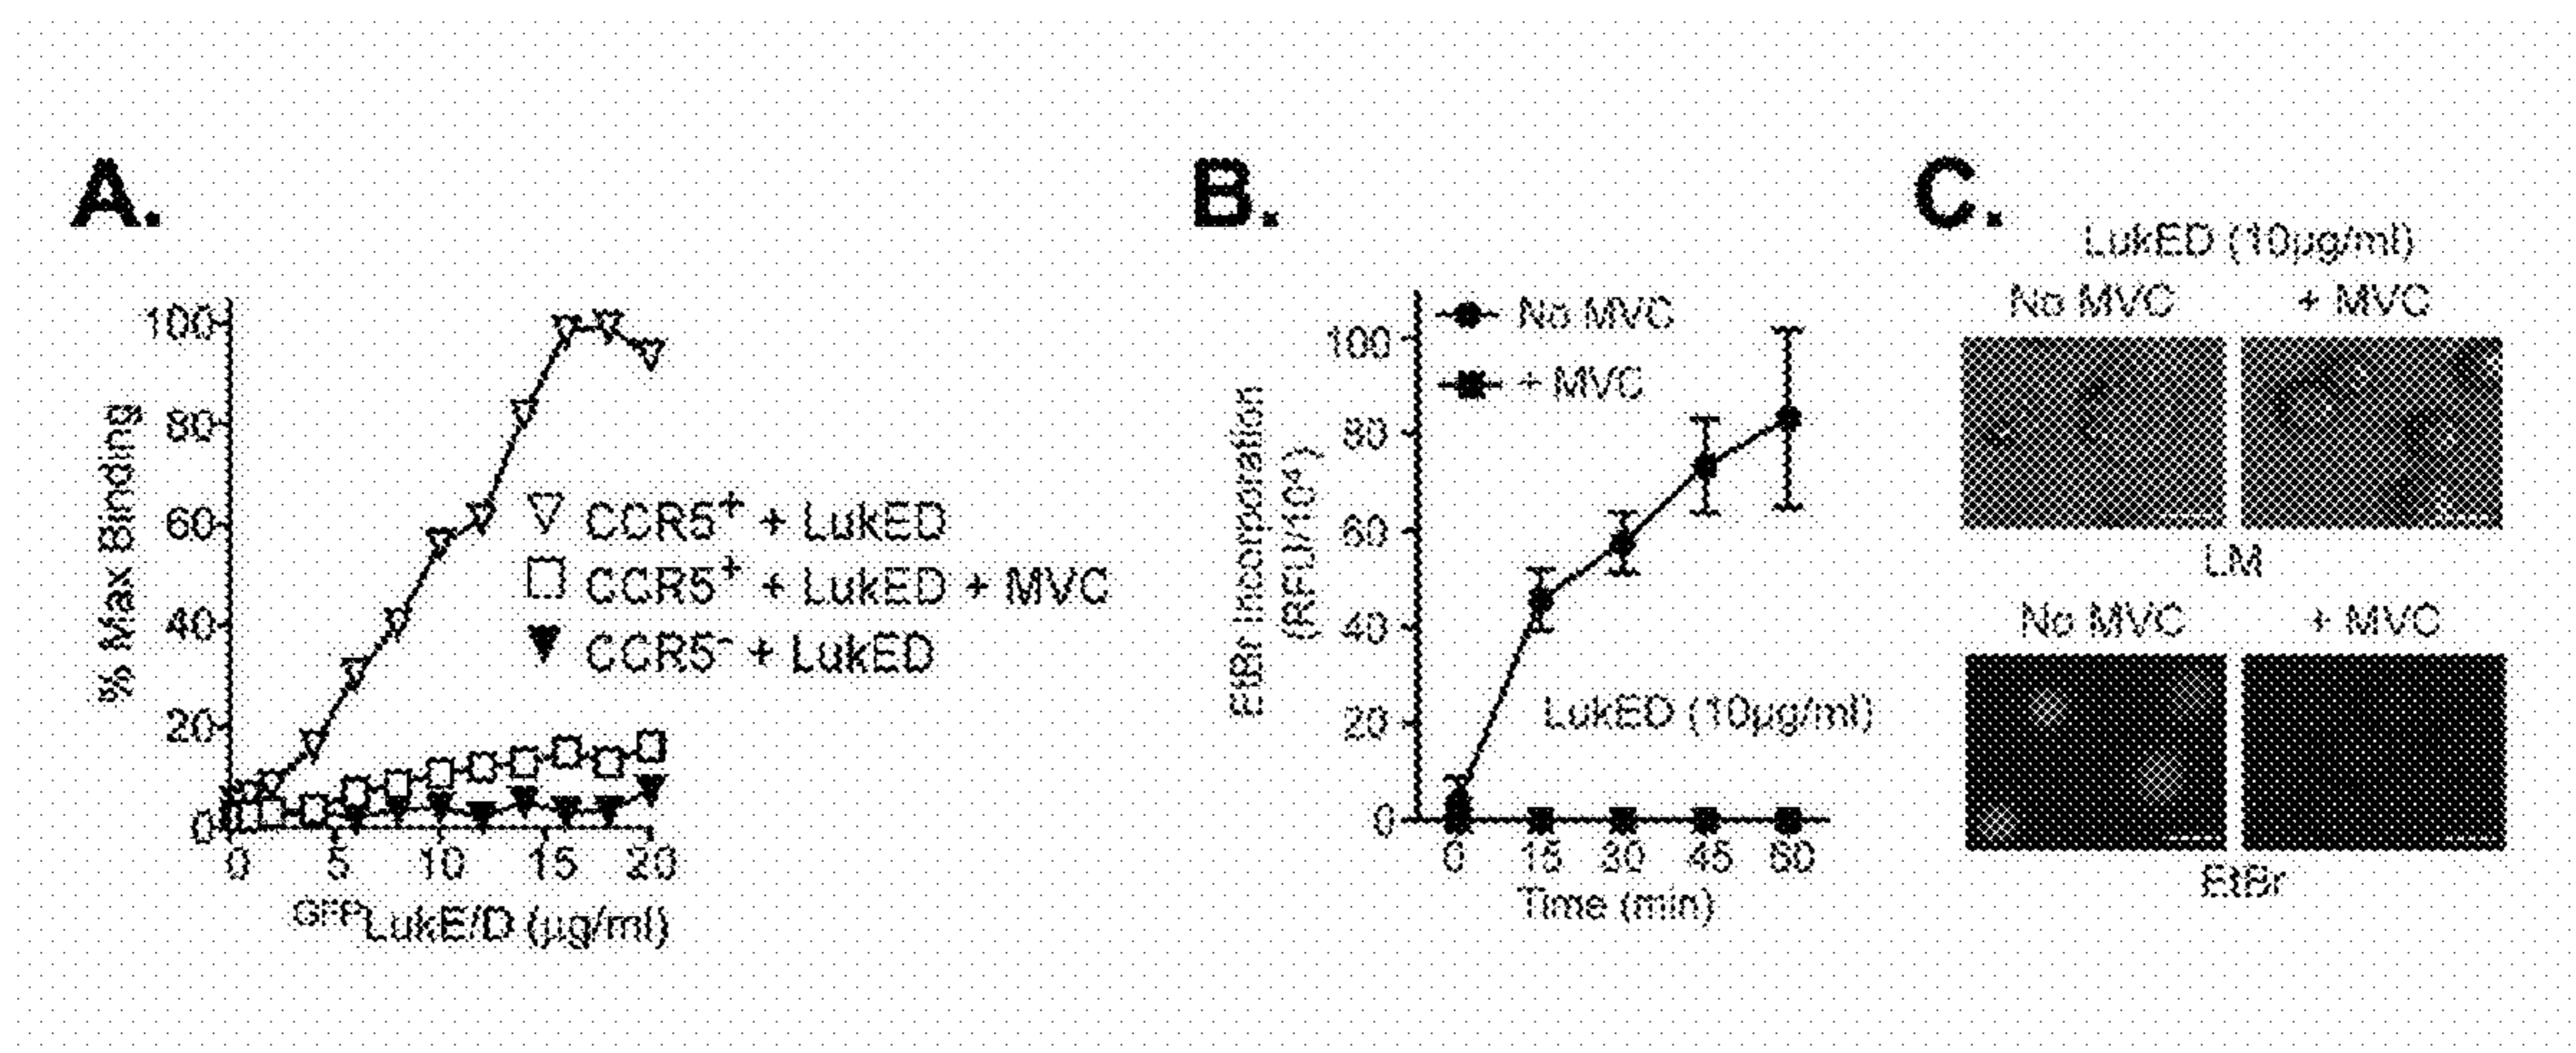 A.
100
80
60
40
20
0
% Max Binding
CCR5+ + LukED
CCR5+ + LukED + MVC
CCR5- + LukED
0 5 10 15 20
GFPLukE/D (µg/ml)
B.
No MVC
+ MVC
100
80
60
40
20
0
EtBr Incorporation
(RFU/10⁴)
LukED (10µg/ml)
0 15 30 45 60
Time (min)
C.
LukED (10µg/ml)
No MVC + MVC
LM
No MVC + MVC
EtBr